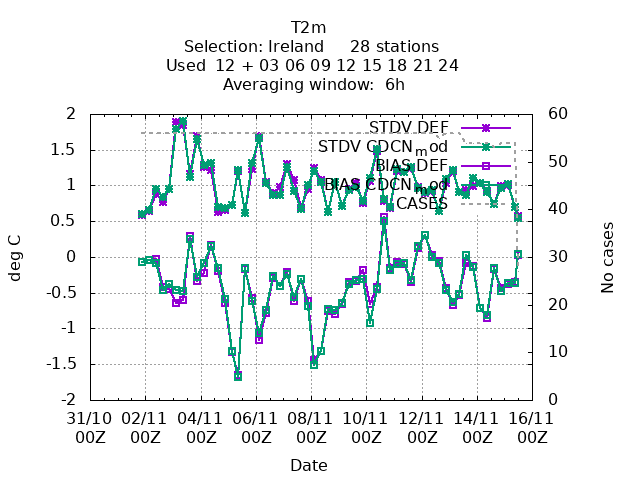 T2m
Selection: Ireland     28 stations
Used  12 + 03 06 09 12 15 18 21 24
Averaging window:  6h
2
1.5
1
0.5
0
-0.5
-1
-1.5
-2
deg C
60
50
40
30
20
10
0
No cases
STDV DEF
STDV CDCN_mod
BIAS DEF
BIAS CDCN_mod
CASES
31/10 02/11 04/11 06/11 08/11 10/11 12/11 14/11 16/11
00Z 00Z 00Z 00Z 00Z 00Z 00Z 00Z 00Z
Date